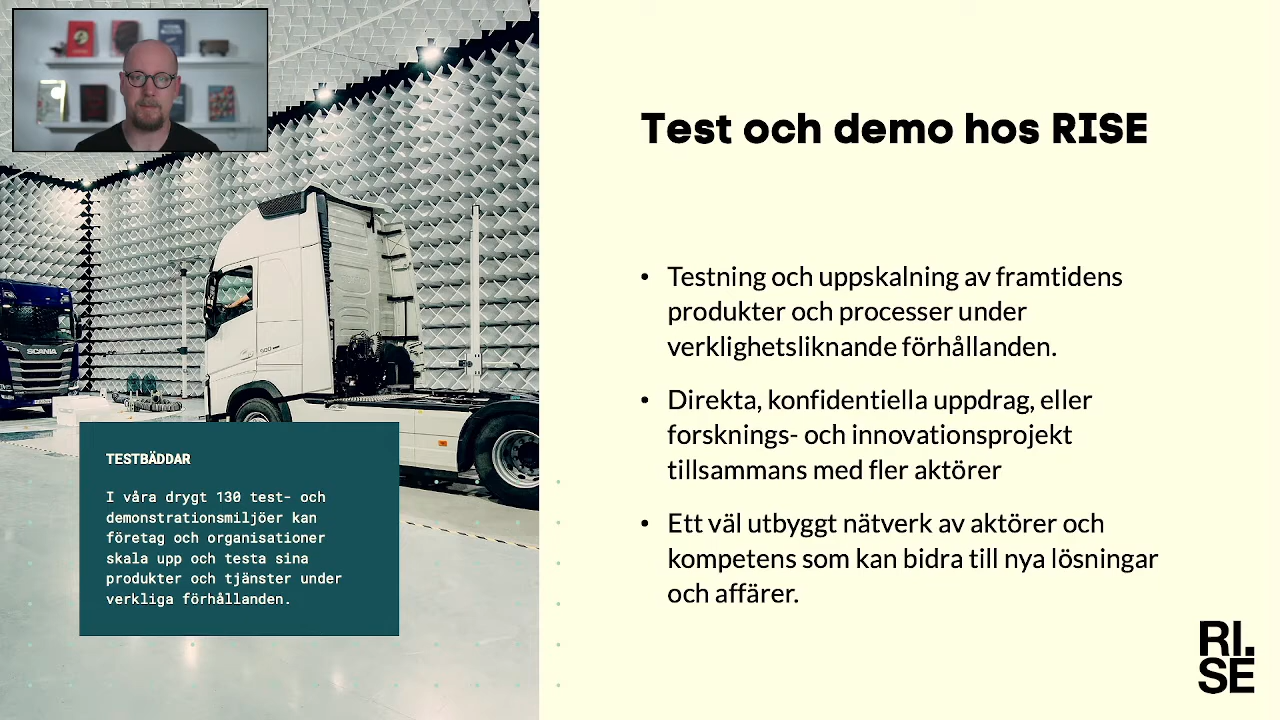 Test och demo hos RISE
• Testning och uppskalning av framtidens
produkter och processer under
verklighetsliknande förhållanden.
• Direkta, konfidentiella uppdrag, eller
forsknings- och innovationsprojekt
tillsammans med fler aktörer
• Ett väl utbyggt nätverk av aktörer och
kompetens som kan bidra till nya lösningar
och affärer.
SCANIA
TESTBÄDDAR
I våra drygt 130 test- och
demonstrationsmiljöer kan
företag och organisationer
skala upp och testa sina
produkter och tjänster under
verkliga förhållanden.
RI.
SE